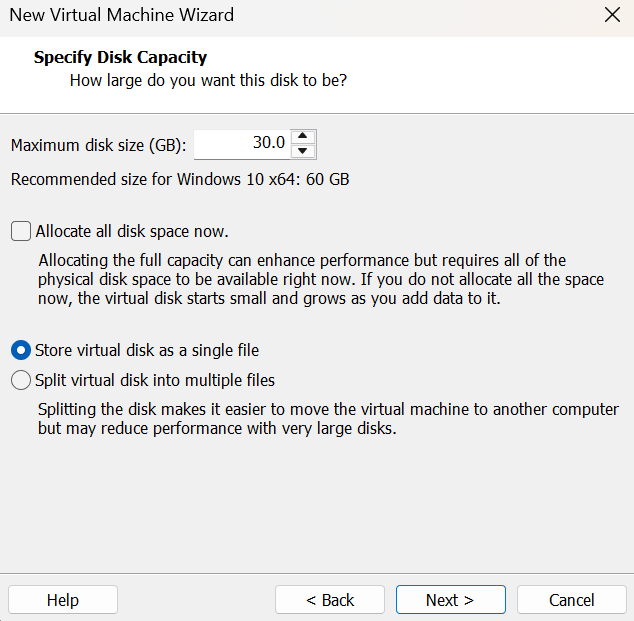 New Virtual Machine Wizard
Specify Disk Capacity
How large do you want this disk to be?
Maximum disk size (GB): 30.0
Recommended size for Windows 10 x64: 60 GB
Allocate all disk space now.
Allocating the full capacity can enhance performance but requires all of the
physical disk space to be available right now. If you do not allocate all the space
now, the virtual disk starts small and grows as you add data to it.
Store virtual disk as a single file
Split virtual disk into multiple files
Splitting the disk makes it easier to move the virtual machine to another computer
but may reduce performance with very large disks.
Help < Back Next > Cancel